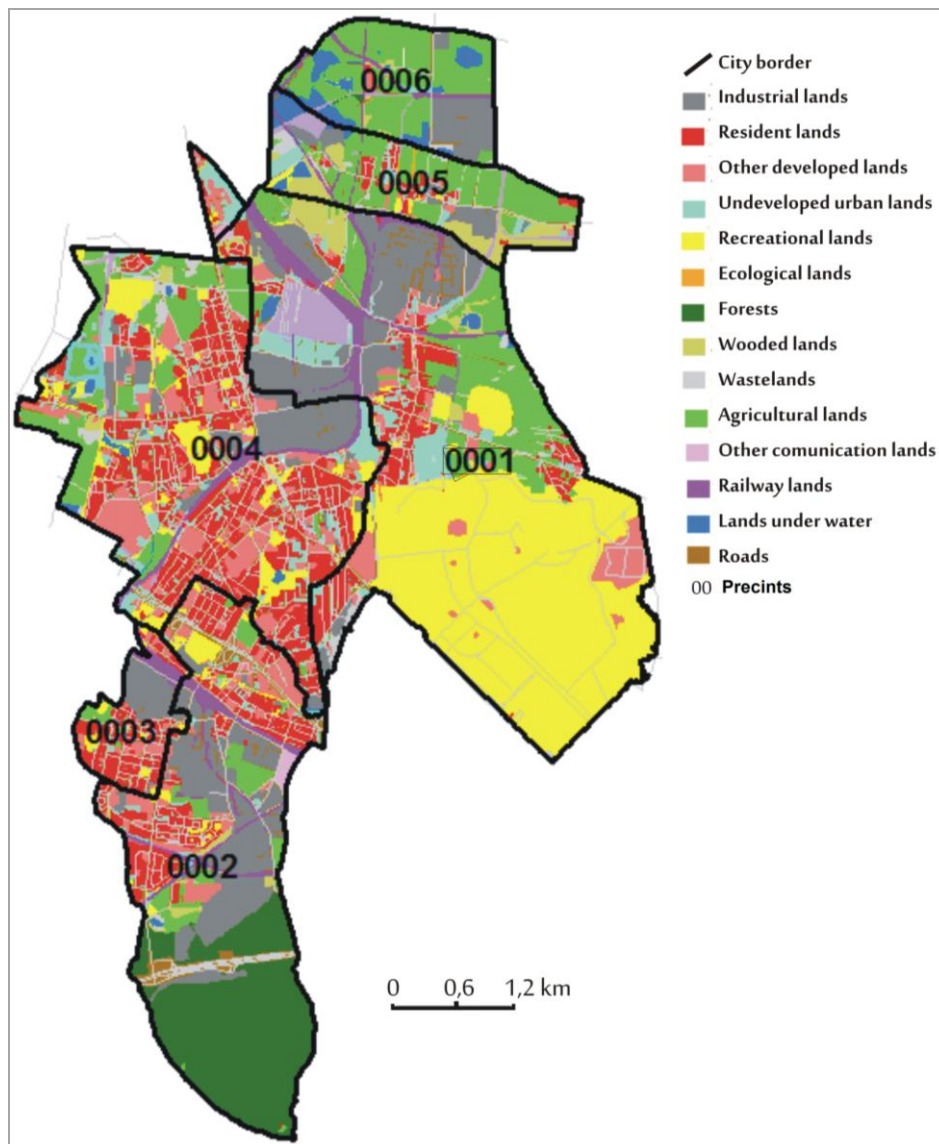 0006
0005
0004
0001
0003
0002
City border
Industrial lands
Resident lands
Other developed lands
Undeveloped urban lands
Recreational lands
Ecological lands
Forests
Wooded lands
Wastelands
Agricultural lands
Other comunication lands
Railway lands
Lands under water
Roads
00 Precints
0 0,6 1,2 km